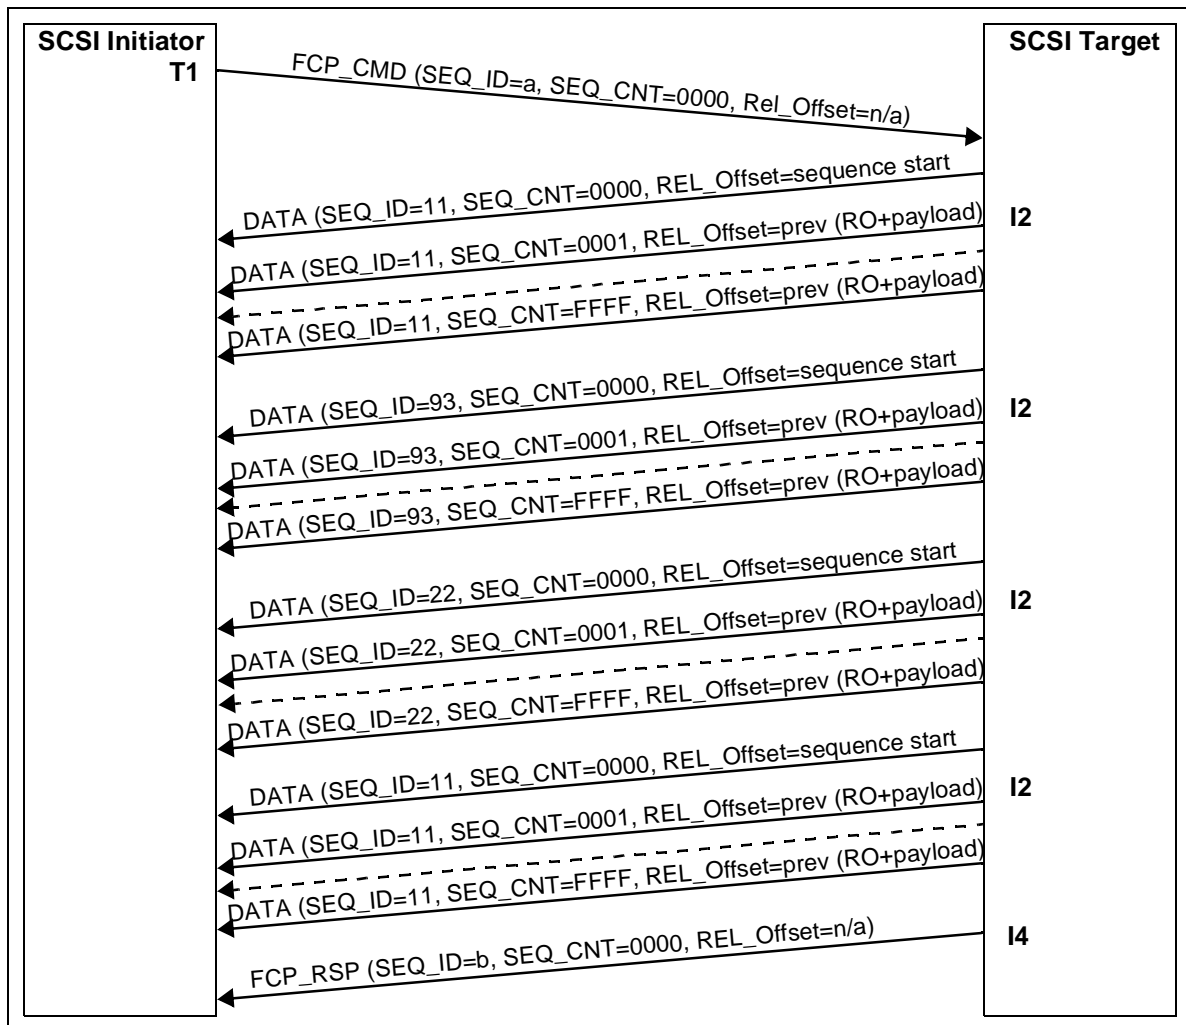 SCSI Initiator
SCSI Target
T1
FCP_CMD (SEQ_ID=a, SEQ_CNT=0000, Rel_Offset=n/a)
DATA (SEQ_ID=11, SEQ_CNT=0000, REL_Offset=sequence start
I2
DATA (SEQ_ID=11, SEQ_CNT=0001, REL_Offset=prev (RO+payload)
DATA (SEQ_ID=11, SEQ_CNT=FFFF, REL_Offset=prev (RO+payload)
DATA (SEQ_ID=93, SEQ_CNT=0000, REL_Offset=sequence start
I2
DATA (SEQ_ID=93, SEQ_CNT=0001, REL_Offset=prev (RO+payload)
DATA (SEQ_ID=93, SEQ_CNT=FFFF, REL_Offset=prev (RO+payload)
DATA (SEQ_ID=22, SEQ_CNT=0000, REL_Offset=sequence start
I2
DATA (SEQ_ID=22, SEQ_CNT=0001, REL_Offset=prev (RO+payload)
DATA (SEQ_ID=22, SEQ_CNT=FFFF, REL_Offset=prev (RO+payload)
DATA (SEQ_ID=11, SEQ_CNT=0000, REL_Offset=sequence start
I2
DATA (SEQ_ID=11, SEQ_CNT=0001, REL_Offset=prev (RO+payload)
DATA (SEQ_ID=11, SEQ_CNT=FFFF, REL_Offset=prev (RO+payload)
FCP_RSP (SEQ_ID=b, SEQ_CNT=0000, REL_Offset=n/a)
I4